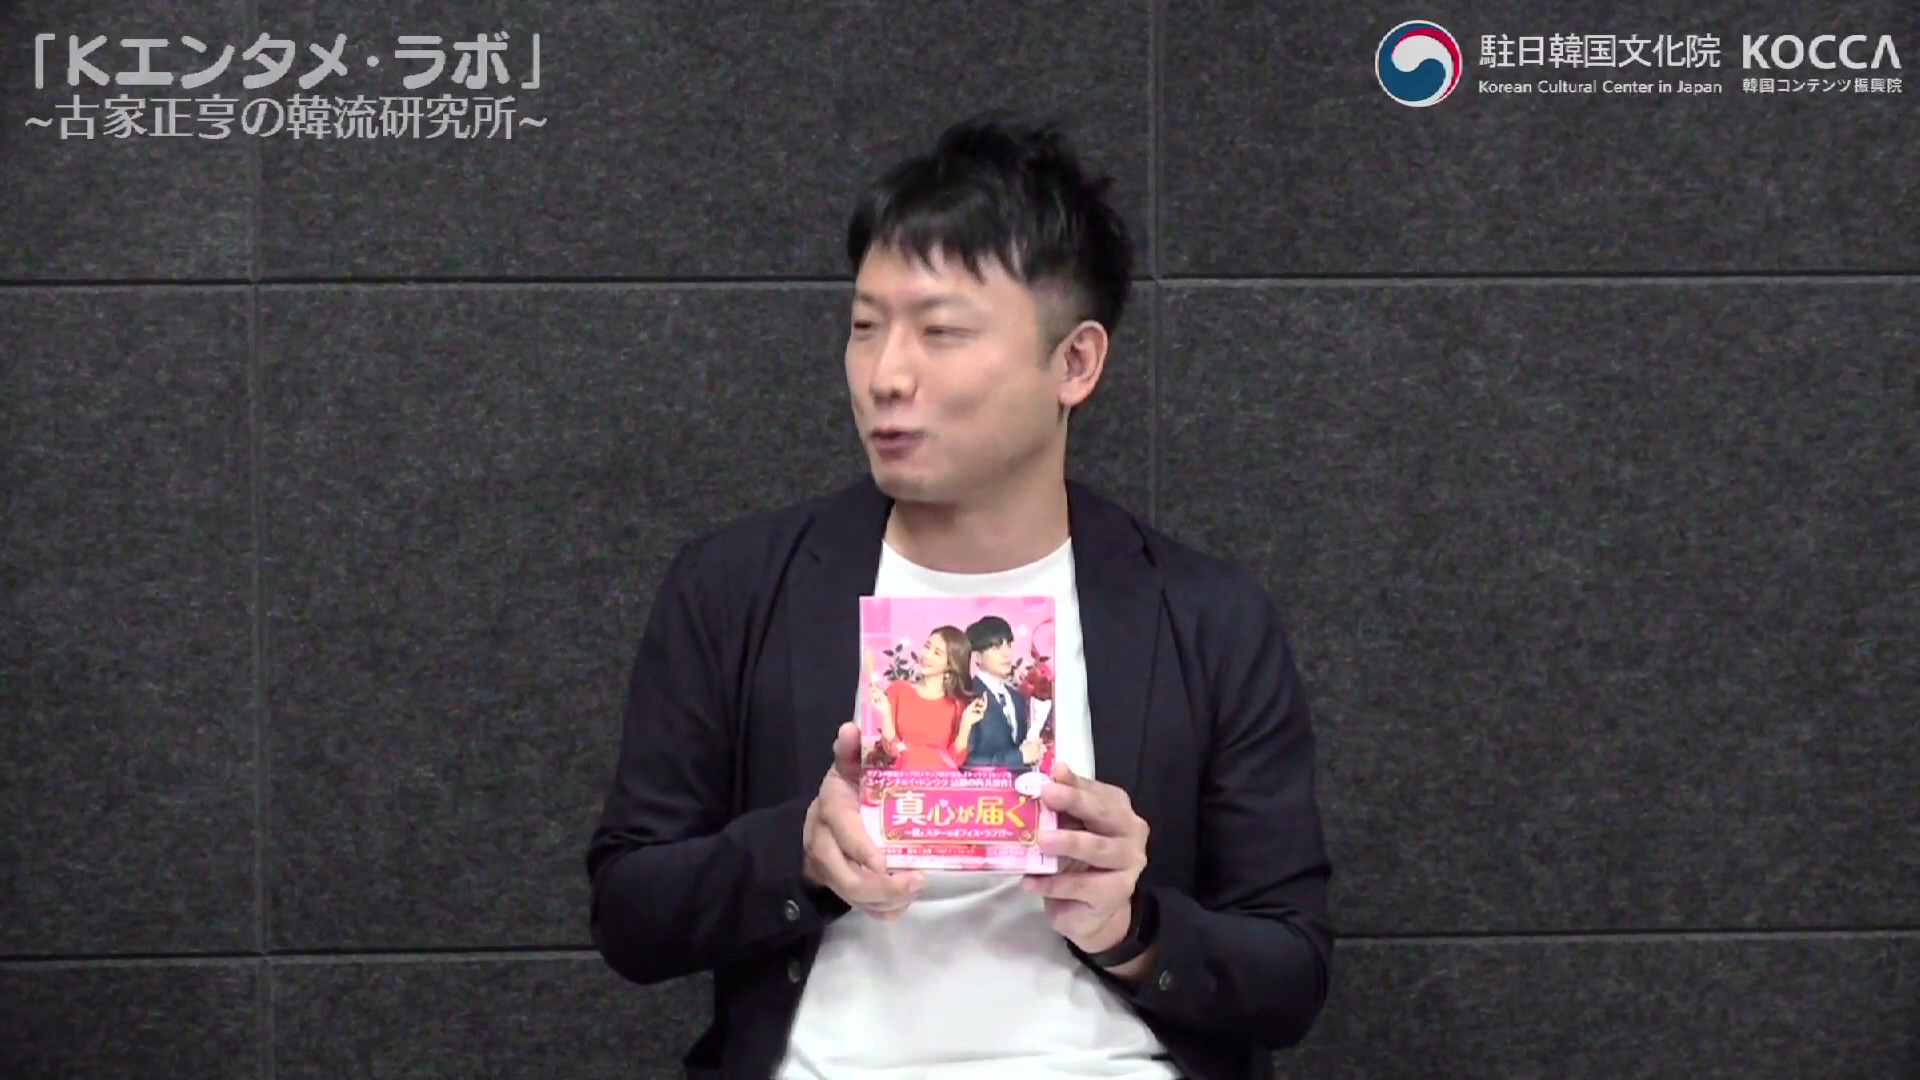 「Kエンタメ・ラボ」
~古家正亨の韓流研究所~
駐日韓国文化院
Korean Cultural Center in Japan
KOCCA
韓国コンテンツ振興院
真心が届く